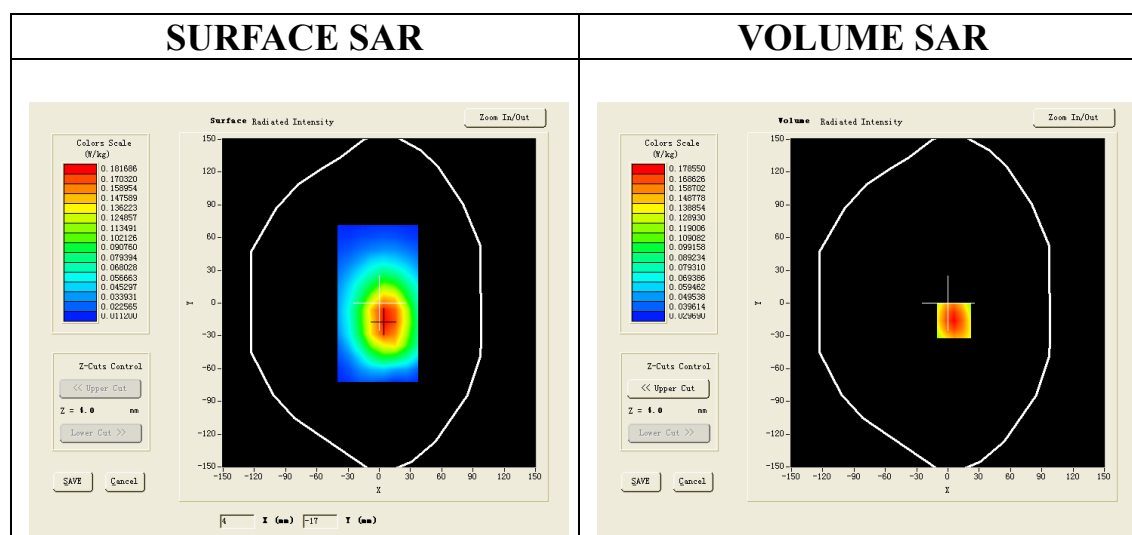 SURFACE SAR
VOLUME SAR
Surface Radiated Intensity
Zoom In/Out
Colors Scale
(W/kg)
0.181686
0.170320
0.158954
0.147589
0.136223
0.124857
0.113491
0.102126
0.090760
0.079394
0.068028
0.056663
0.045297
0.033931
0.022565
0.011200
150
120
90
60
30
0
-30
-60
-90
-120
-150
Y
-150 -120 -90 -60 -30 0 30 60 90 120 150
X
Z-Cuts Control
<< Upper Cut
Z = 4.0 mm
Lower Cut >>
SAVE Cancel
4 X (mm) -17 Y (mm)
Volume Radiated Intensity
Zoom In/Out
Colors Scale
(W/kg)
0.178550
0.168626
0.158702
0.148778
0.138854
0.128930
0.119006
0.109082
0.099158
0.089234
0.079310
0.069386
0.059462
0.049538
0.039614
0.029690
150
120
90
60
30
0
-30
-60
-90
-120
-150
Y
-150 -120 -90 -60 -30 0 30 60 90 120 150
X
Z-Cuts Control
<< Upper Cut
Z = 4.0 mm
Lower Cut >>
SAVE Cancel